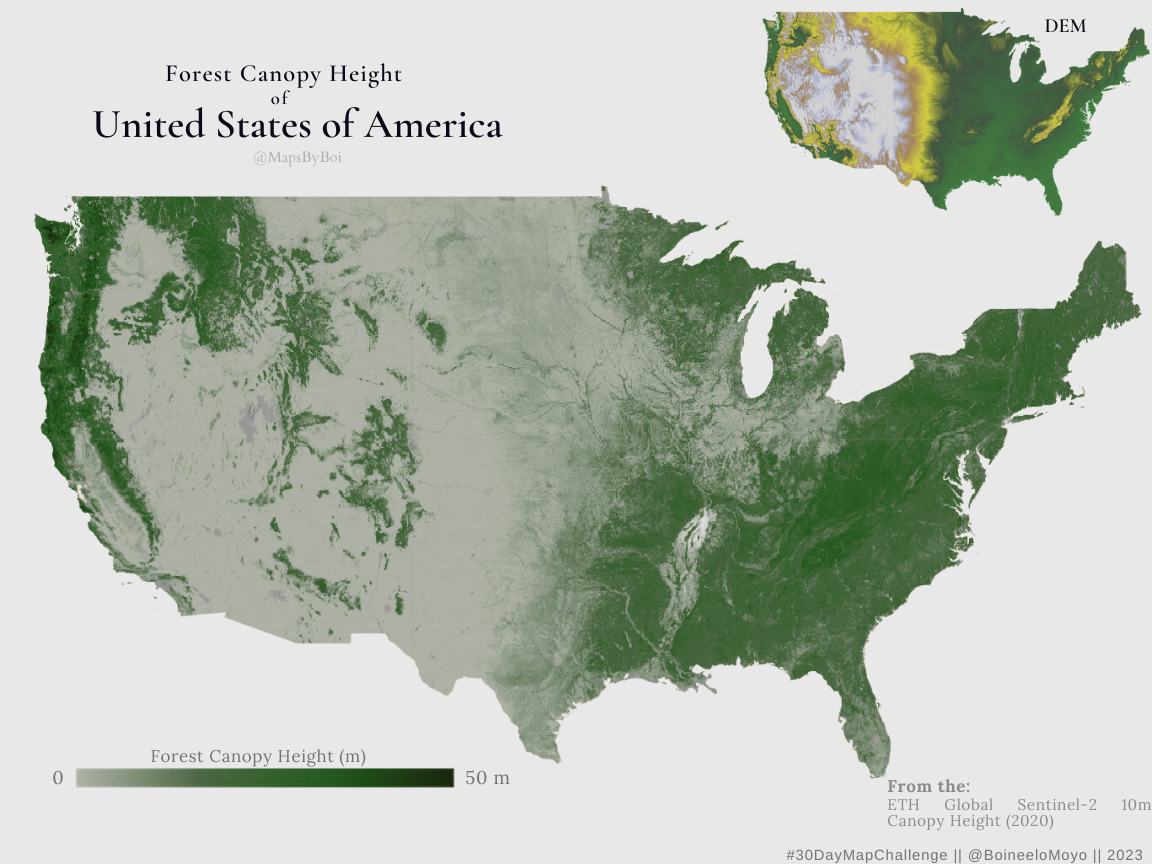 DEM
Forest Canopy Height
of
United States of America
@MapsByBoi
Forest Canopy Height (m)
0
50 m
From the:
ETH Global Sentinel-2 10m
Canopy Height (2020)
#30DayMapChallenge || @BoineeloMoyo || 2023